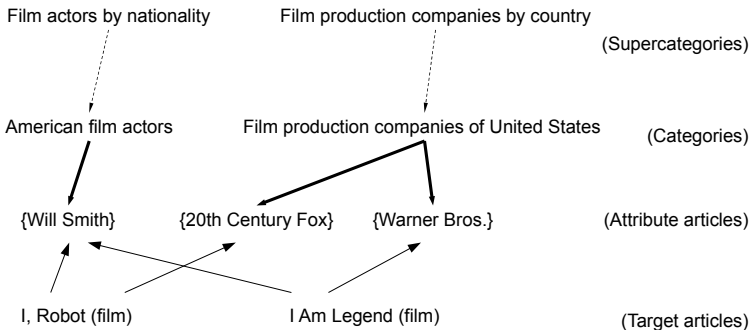 Film actors by nationality Film production companies by country
(Supercategories)
American film actors Film production companies of United States
(Categories)
{Will Smith} {20th Century Fox} {Warner Bros.} (Attribute articles)
I, Robot (film) I Am Legend (film) (Target articles)